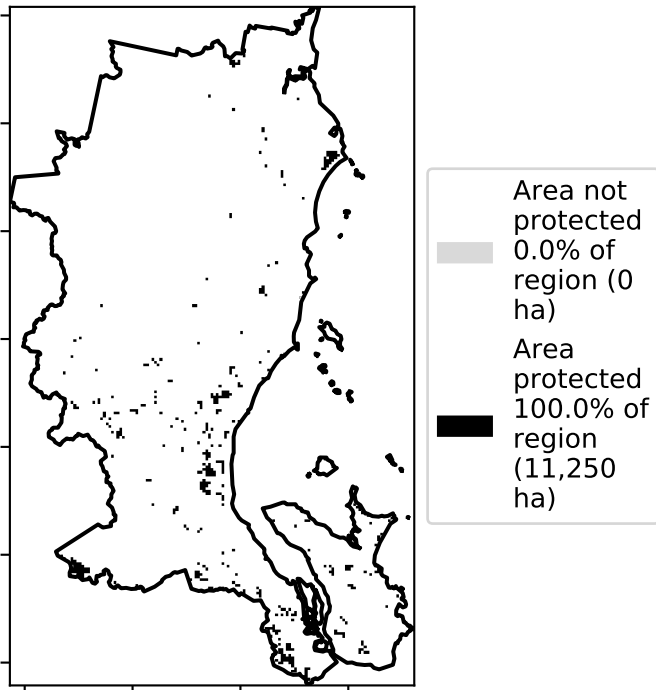 Area not
protected
0.0% of
region (0
ha)
Area
protected
100.0% of
region
(11,250
ha)